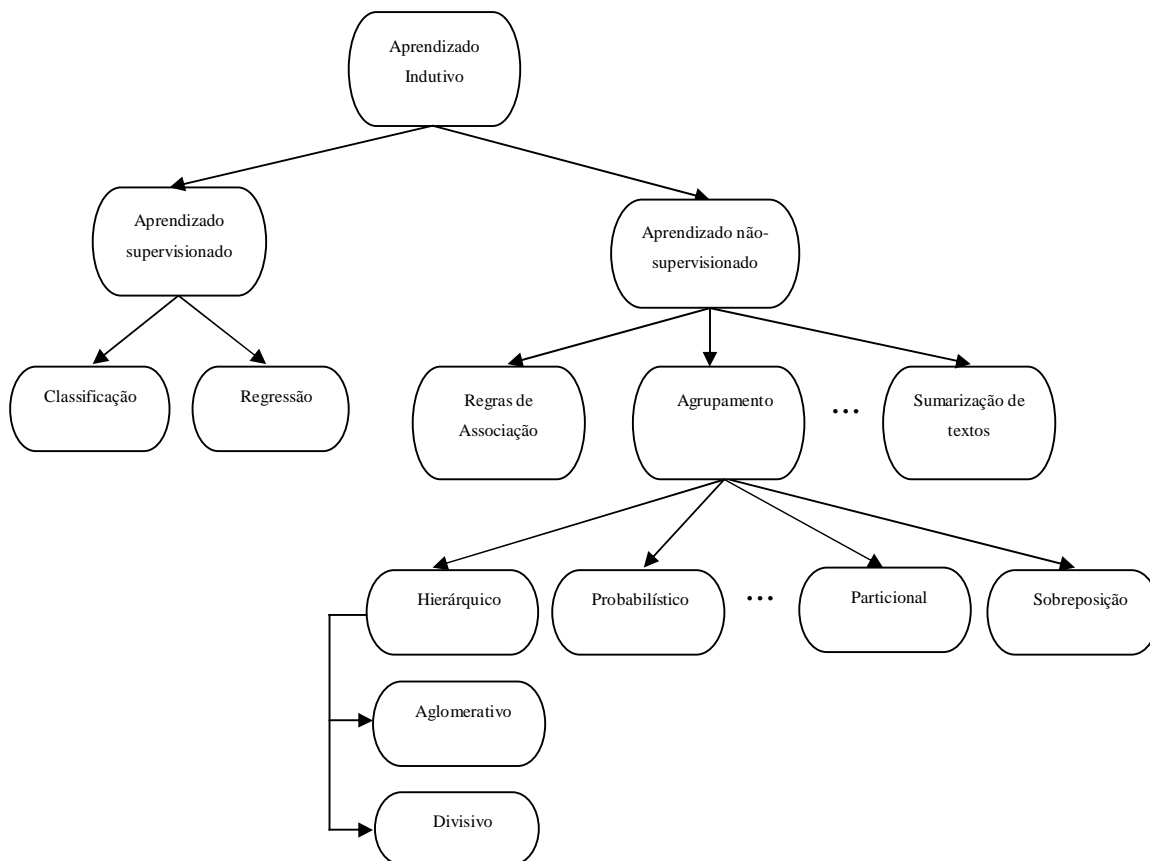 Aprendizado
Indutivo
Aprendizado
supervisionado
Aprendizado não-
supervisionado
Classificação
Regressão
Regras de
Associação
Agrupamento
...
Sumarização de
textos
Hierárquico
Probabilístico
...
Particional
Sobreposição
Aglomerativo
Divisivo